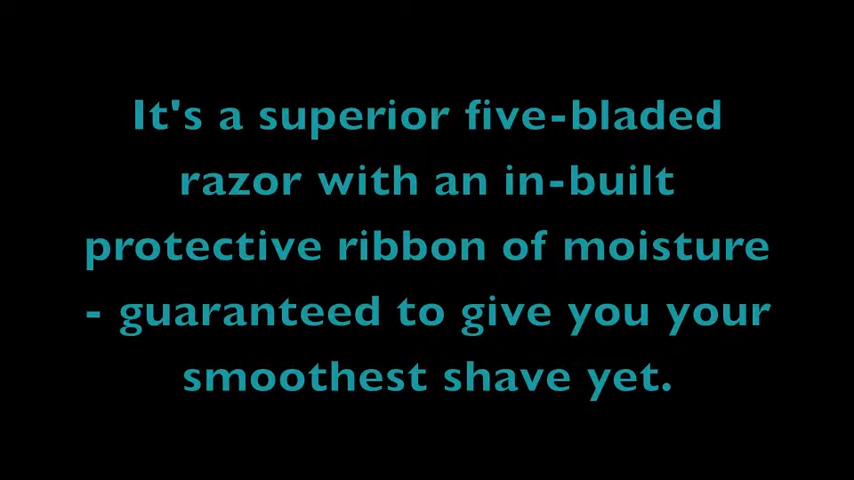 It's a superior five-bladed
razor with an in-built
protective ribbon of moisture
- guaranteed to give you your
smoothest shave yet.